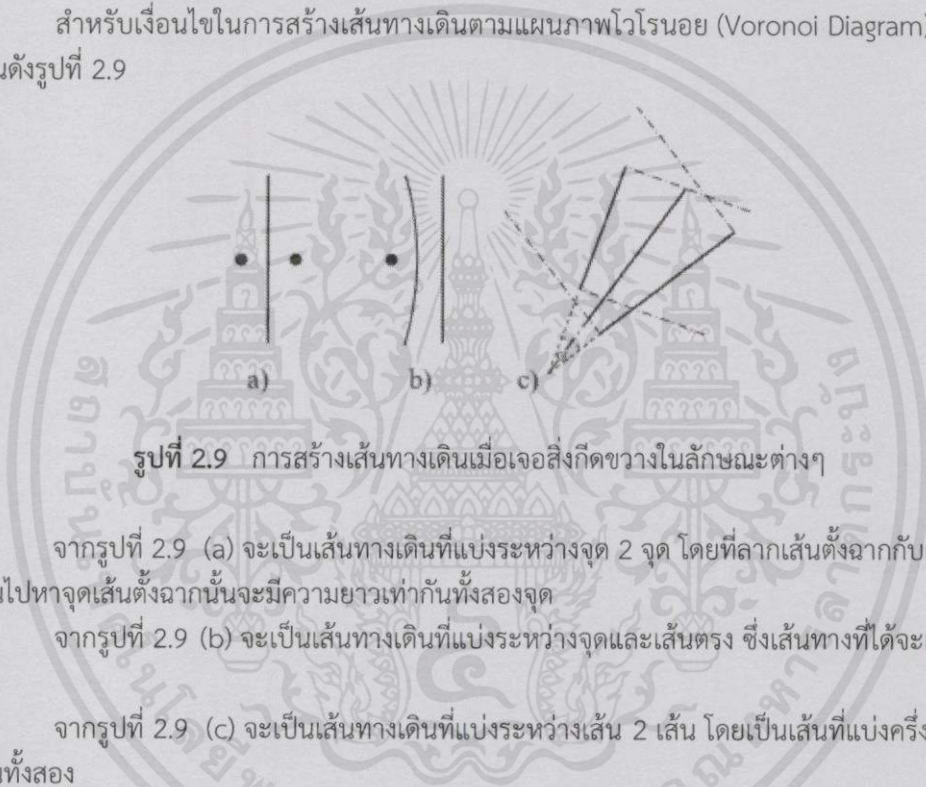 สำหรับเงื่อนไขในการสร้างเส้นทางเดินตามแผนภาพโวโรนอย (Voronoi Diagram)
นดังรูปที่ 2.9
a) b) c)
รูปที่ 2.9 การสร้างเส้นทางเดินเมื่อเจอสิ่งกีดขวางในลักษณะต่างๆ
จากรูปที่ 2.9 (a) จะเป็นเส้นทางเดินที่แบ่งระหว่างจุด 2 จุด โดยที่ลากเส้นตั้งฉากกับ
นไปหาจุดเส้นตั้งฉากนั้นจะมีความยาวเท่ากันทั้งสองจุด
จากรูปที่ 2.9 (b) จะเป็นเส้นทางเดินที่แบ่งระหว่างจุดและเส้นตรง ซึ่งเส้นทางที่ได้จะ
จากรูปที่ 2.9 (c) จะเป็นเส้นทางเดินที่แบ่งระหว่างเส้น 2 เส้น โดยเป็นเส้นที่แบ่งครึ่ง
นทั้งสอง